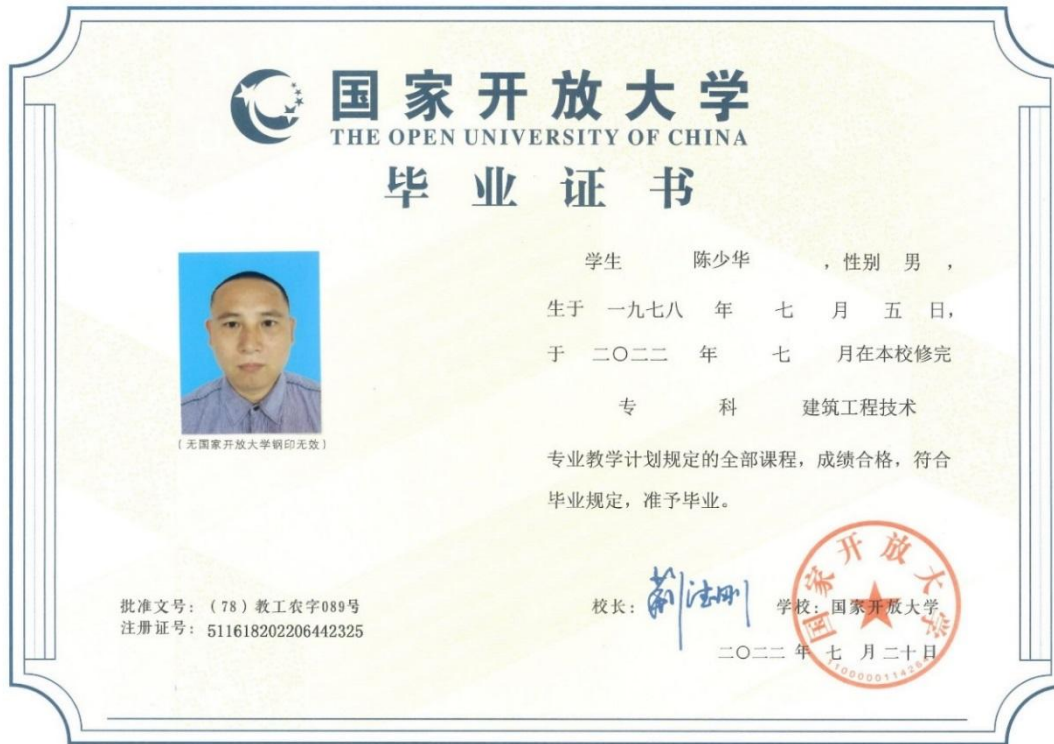 国家开放大学
THE OPEN UNIVERSITY OF CHINA
毕业证书
学生 陈少华 ，性别 男 ，
生于 一九七八 年 七 月 五 日，
于 二〇二二 年 七 月在本校修完
专 科 建筑工程技术
专业教学计划规定的全部课程，成绩合格，符合
毕业规定，准予毕业。
（无国家开放大学钢印无效）
批准文号：（78）教工农字089号
注册证号：511618202206442325
校长：荆德刚
学校：国家开放大学
二〇二二 年 七 月 二十日
国家开放大学